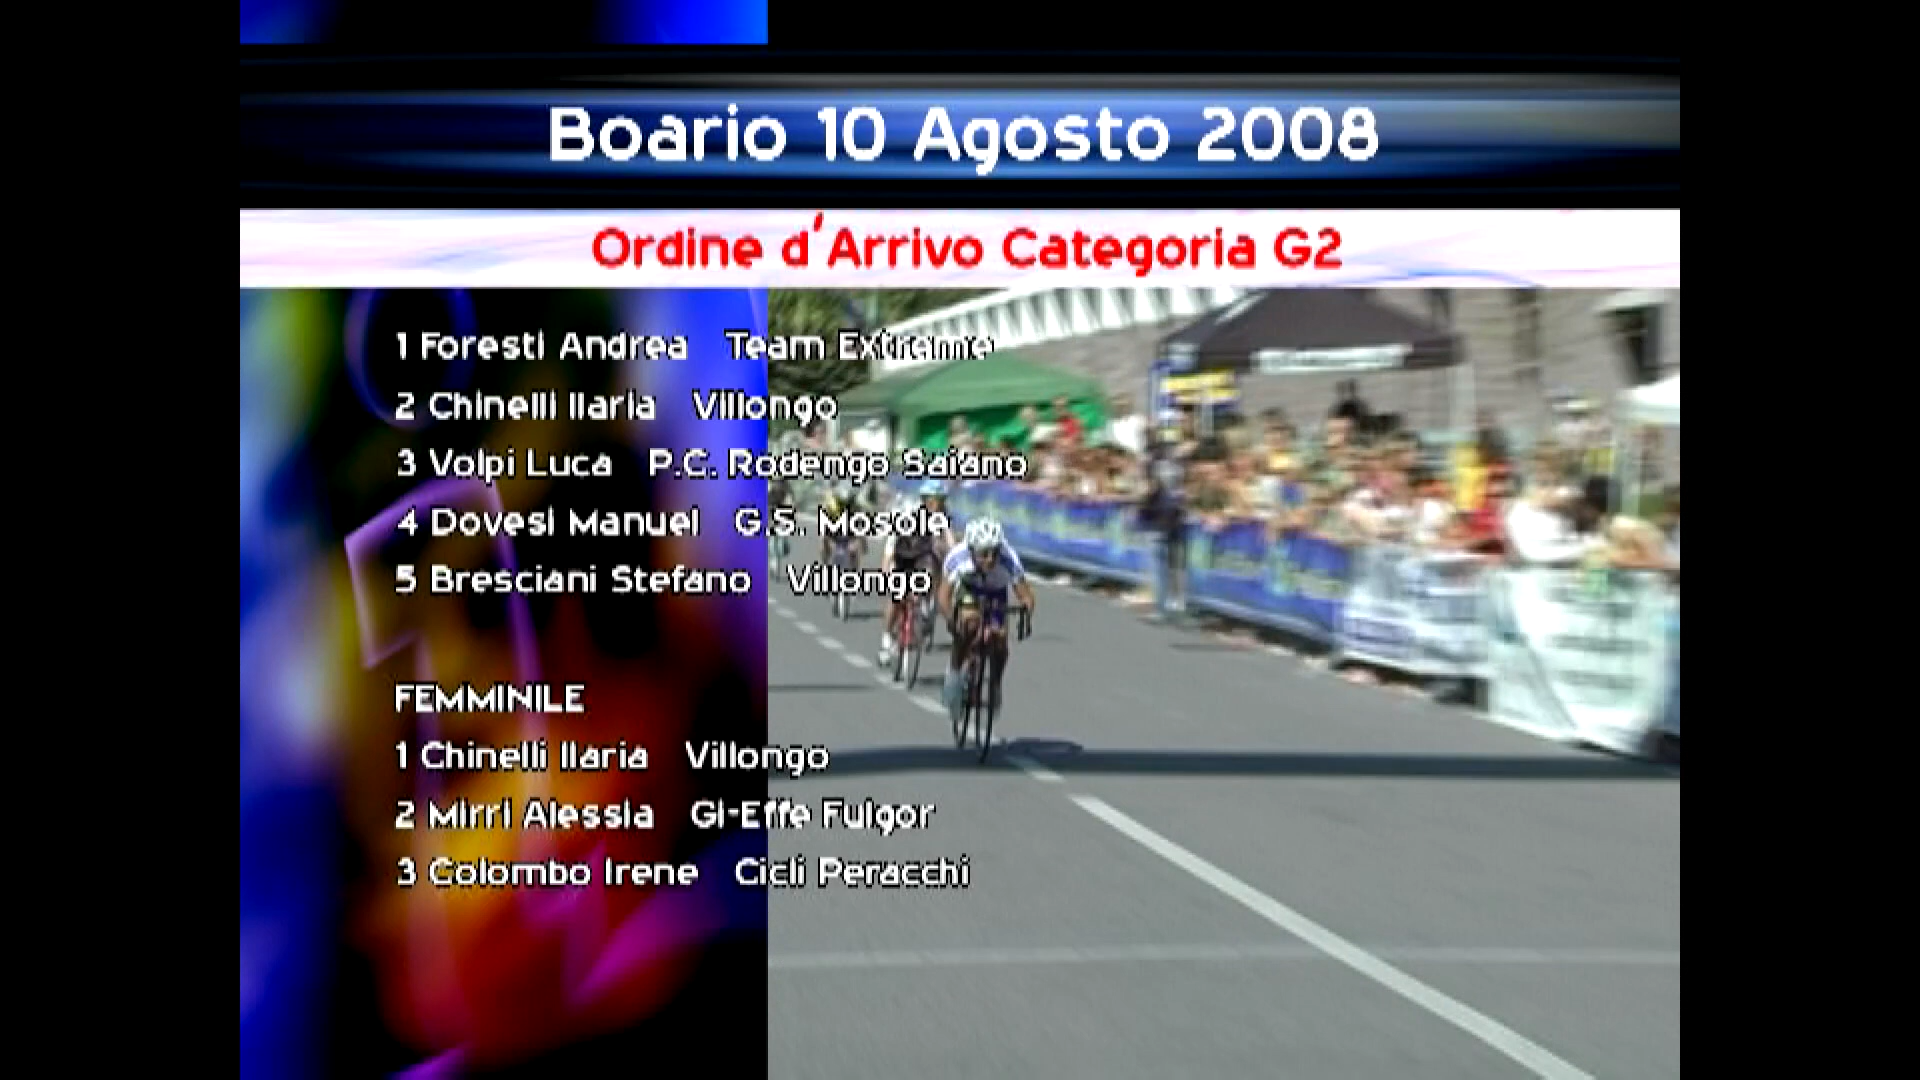 Boario 10 Agosto 2008
Ordine d'Arrivo Categoria G2
1 Foresti Andrea Team Extreme
2 Chinelli Ilaria Villongo
3 Volpi Luca P.C. Rodengo Saiano
4 Dovesi Manuel G.S. Mosole
5 Bresciani Stefano Villongo
FEMMINILE
1 Chinelli Ilaria Villongo
2 Mirri Alessia Gi-Effe Fulgor
3 Colombo Irene Cicli Peracchi